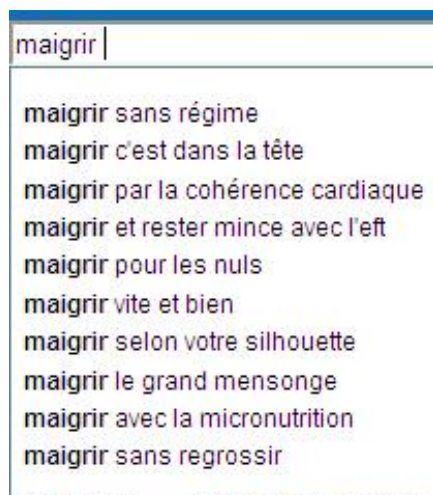 maigrir
maigrir sans régime
maigrir c'est dans la tête
maigrir par la cohérence cardiaque
maigrir et rester mince avec l'eft
maigrir pour les nuls
maigrir vite et bien
maigrir selon votre silhouette
maigrir le grand mensonge
maigrir avec la micronutrition
maigrir sans regrossir